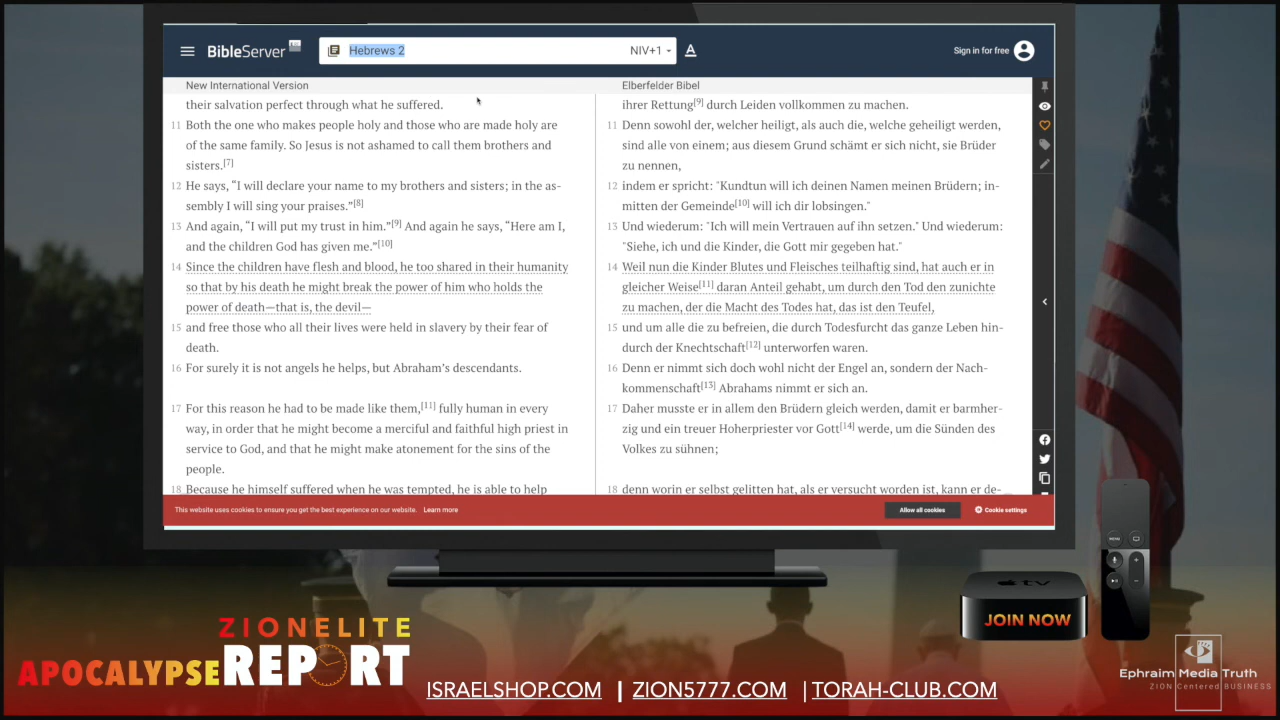 BibleServer
Hebrews 2
NIV+1
A
Sign in for free
New International Version
their salvation perfect through what he suffered.
11 Both the one who makes people holy and those who are made holy are
of the same family. So Jesus is not ashamed to call them brothers and
sisters.[7]
12 He says, “I will declare your name to my brothers and sisters; in the as-
sembly I will sing your praises.”[8]
13 And again, “I will put my trust in him.”[9] And again he says, “Here am I,
and the children God has given me.”[10]
14 Since the children have flesh and blood, he too shared in their humanity
so that by his death he might break the power of him who holds the
power of death—that is, the devil—
15 and free those who all their lives were held in slavery by their fear of
death.
16 For surely it is not angels he helps, but Abraham’s descendants.
17 For this reason he had to be made like them,[11] fully human in every
way, in order that he might become a merciful and faithful high priest in
service to God, and that he might make atonement for the sins of the
people.
18 Because he himself suffered when he was tempted, he is able to help
Elberfelder Bibel
ihrer Rettung[9] durch Leiden vollkommen zu machen.
11 Denn sowohl der, welcher heiligt, als auch die, welche geheiligt werden,
sind alle von einem; aus diesem Grund schämt er sich nicht, sie Brüder
zu nennen,
12 indem er spricht: "Kundtun will ich deinen Namen meinen Brüdern; in-
mitten der Gemeinde[10] will ich dir lobsingen."
13 Und wiederum: "Ich will mein Vertrauen auf ihn setzen." Und wiederum:
"Siehe, ich und die Kinder, die Gott mir gegeben hat."
14 Weil nun die Kinder Blutes und Fleisches teilhaftig sind, hat auch er in
gleicher Weise[11] daran Anteil gehabt, um durch den Tod den zunichte
zu machen, der die Macht des Todes hat, das ist den Teufel,
15 und um alle die zu befreien, die durch Todesfurcht das ganze Leben hin-
durch der Knechtschaft[12] unterworfen waren.
16 Denn er nimmt sich doch wohl nicht der Engel an, sondern der Nach-
kommenschaft[13] Abrahams nimmt er sich an.
17 Daher musste er in allem den Brüdern gleich werden, damit er barmher-
zig und ein treuer Hoherpriester vor Gott[14] werde, um die Sünden des
Volkes zu sühnen;
18 denn worin er selbst gelitten hat, als er versucht worden ist, kann er de-
This website uses cookies to ensure you get the best experience on our website. Learn more
Allow all cookies
Cookie settings
MENU
tv
JOIN NOW
ZIONELITE
APOCALYPSE REPORT
ISRAELSHOP.COM | ZION5777.COM | TORAH-CLUB.COM
Ephraim Media Truth
ZION Centered BUSINESS